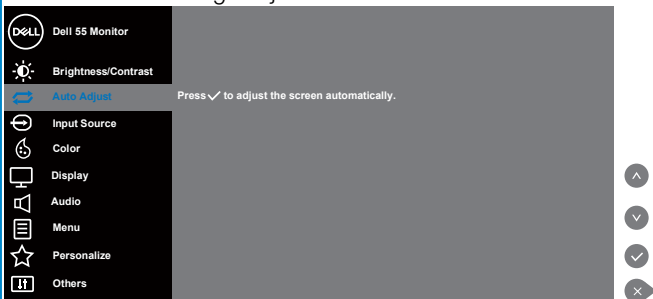 DELL Dell 55 Monitor
Brightness/Contrast
Auto Adjust Press ✓ to adjust the screen automatically.
Input Source
Color
Display
Audio
Menu
Personalize
Others